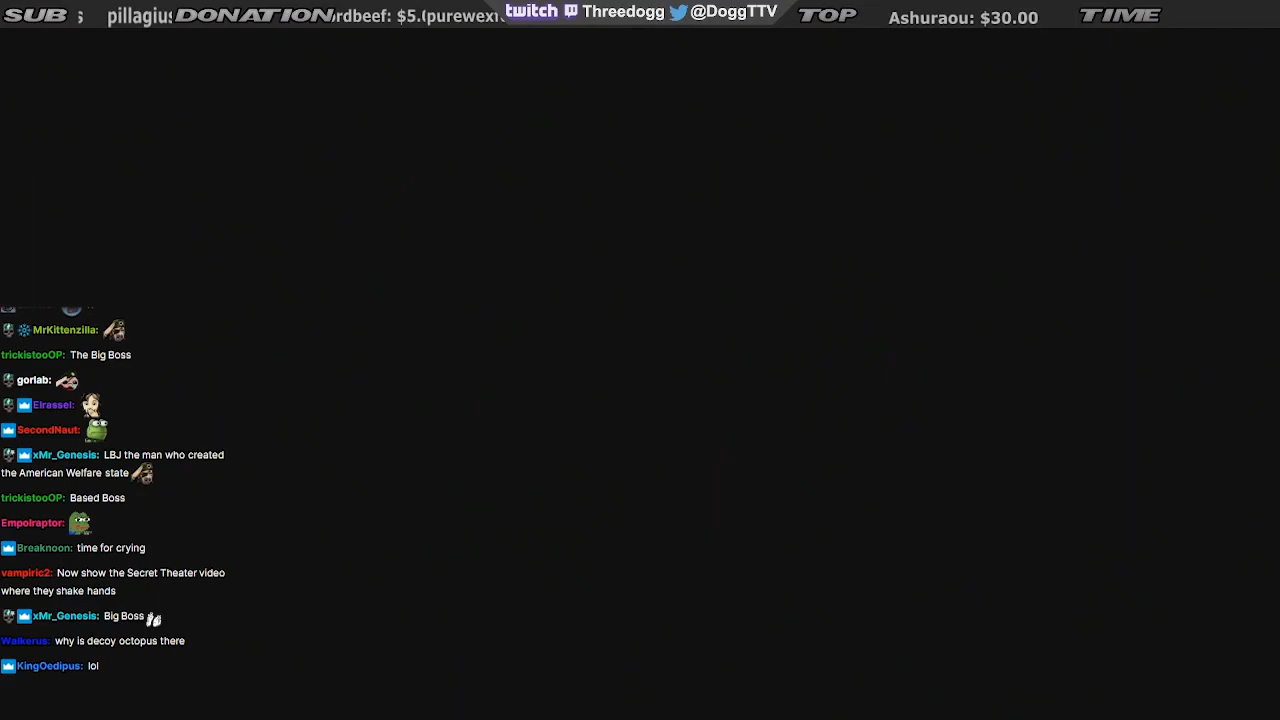 SUB pillagiu DONATION rdbeef: $5.(purewex twitch Threedogg @DoggTTV TOP Ashuraou: $30.00 TIME
MrKittenzilla:
trickistooOP: The Big Boss
gorlab:
Elrassel:
SecondNaut:
xMr_Genesis: LBJ the man who created
the American Welfare state
trickistooOP: Based Boss
Empolraptor:
Breaknoon: time for crying
vampiric2: Now show the Secret Theater video
where they shake hands
xMr_Genesis: Big Boss
Walkerus: why is decoy octopus there
KingOedipus: lol